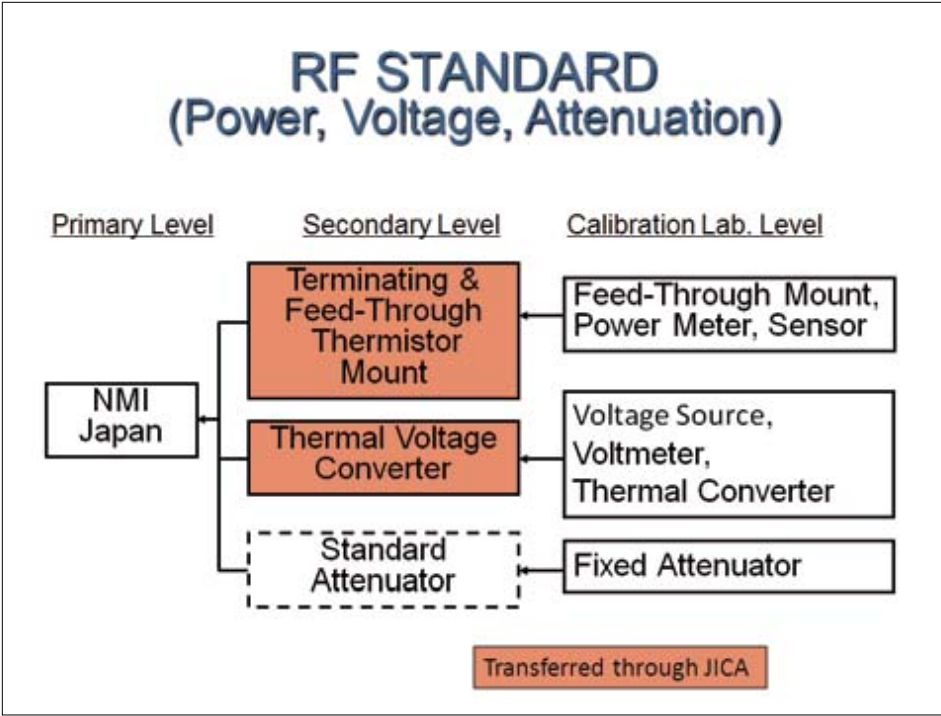 RF STANDARD
(Power, Voltage, Attenuation)
Primary Level
Secondary Level
Calibration Lab. Level
NMI
Japan
Terminating &
Feed-Through
Thermistor
Mount
Feed-Through Mount,
Power Meter, Sensor
Thermal Voltage
Converter
Voltage Source,
Voltmeter,
Thermal Converter
Standard
Attenuator
Fixed Attenuator
Transferred through JICA